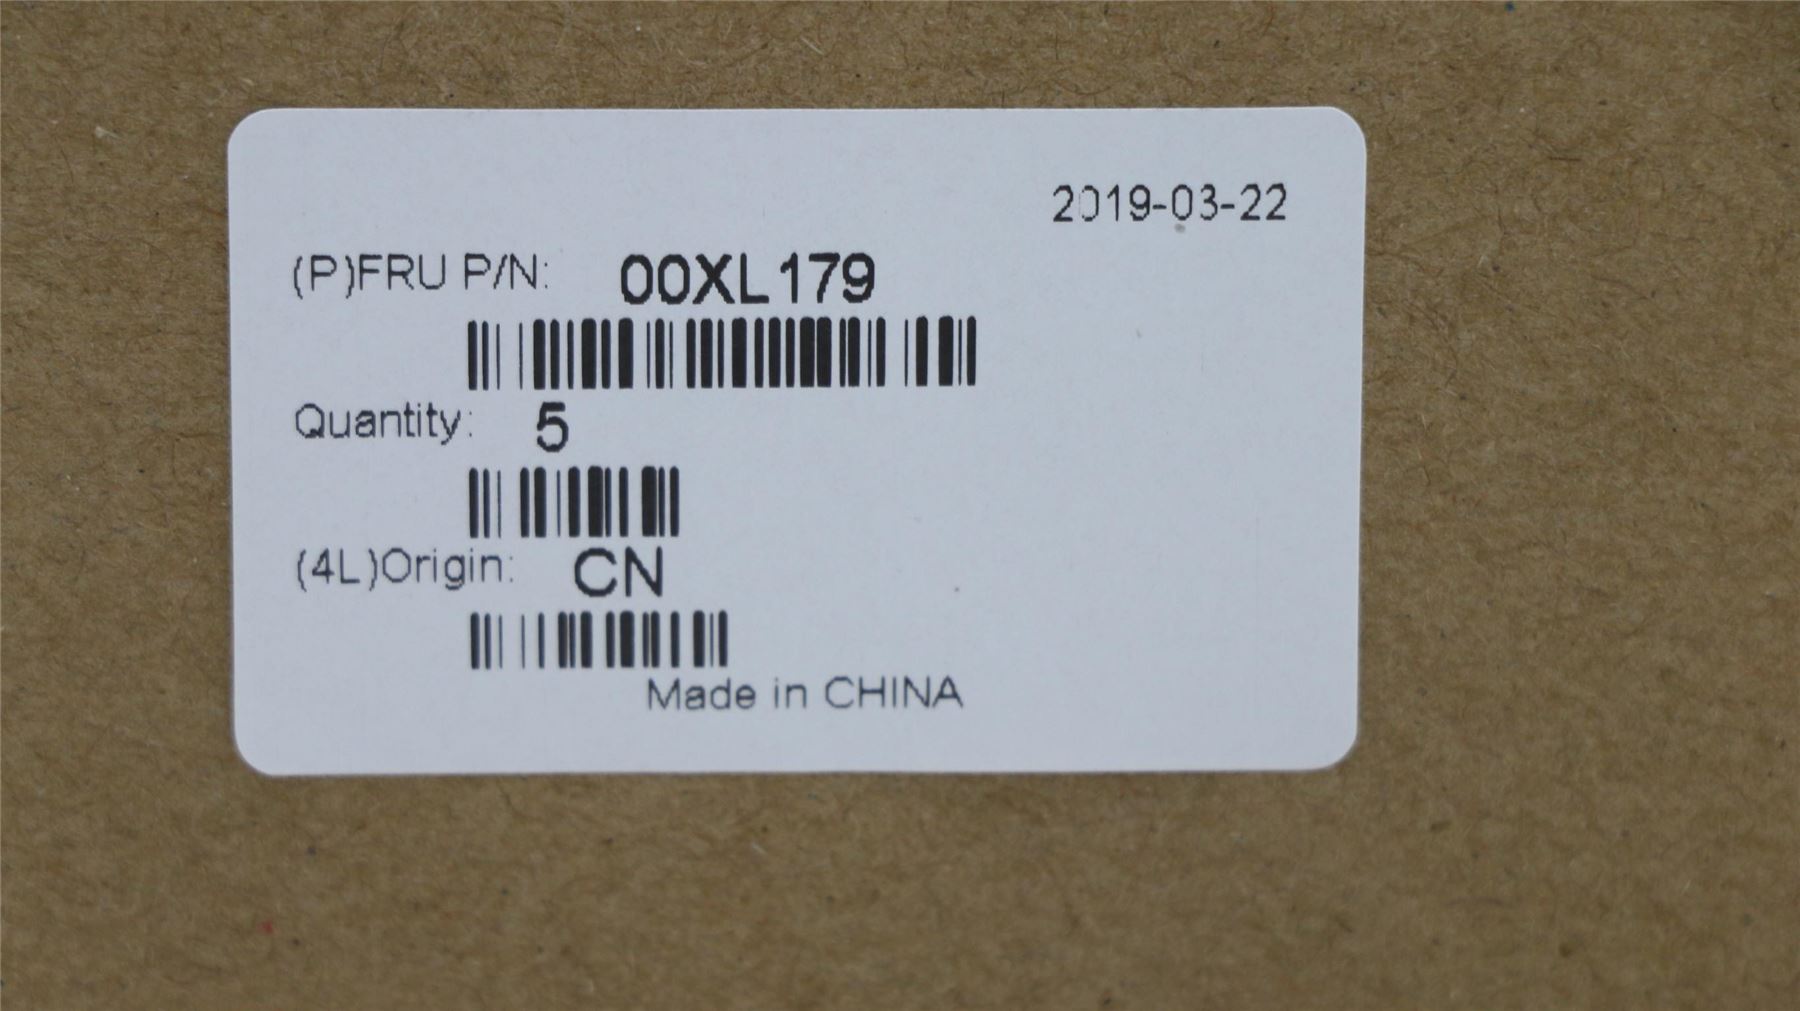 2019-03-22
(P)FRU P/N: 00XL179
Quantity: 5
(4L)Origin: CN
Made in CHINA